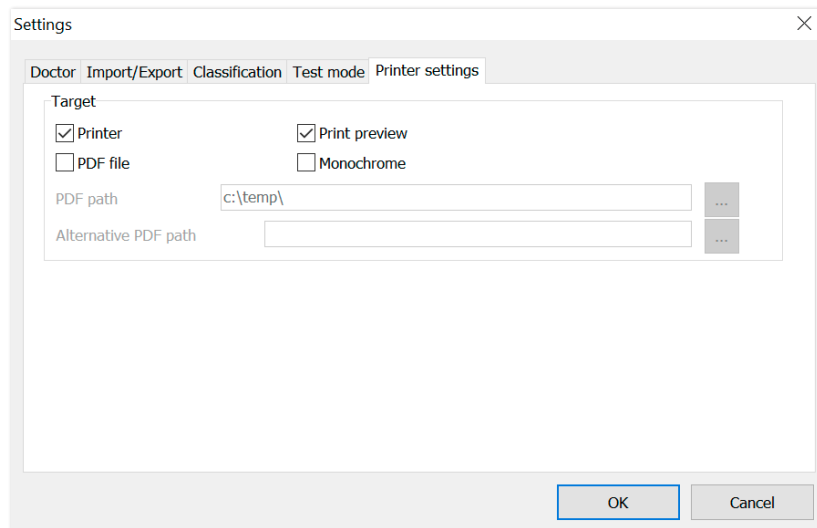 Settings
Doctor Import/Export Classification Test mode Printer settings
Target
Printer Print preview
PDF file Monochrome
PDF path c:\temp\ ...
Alternative PDF path ...
OK Cancel